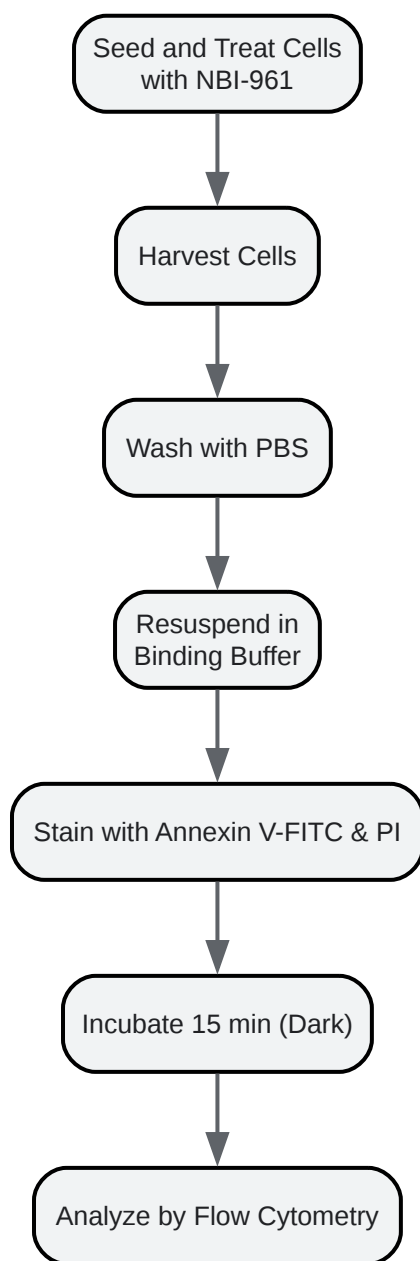 Seed and Treat Cells
with NBI-961
Harvest Cells
Wash with PBS
Resuspend in
Binding Buffer
Stain with Annexin V-FITC & PI
Incubate 15 min (Dark)
Analyze by Flow Cytometry